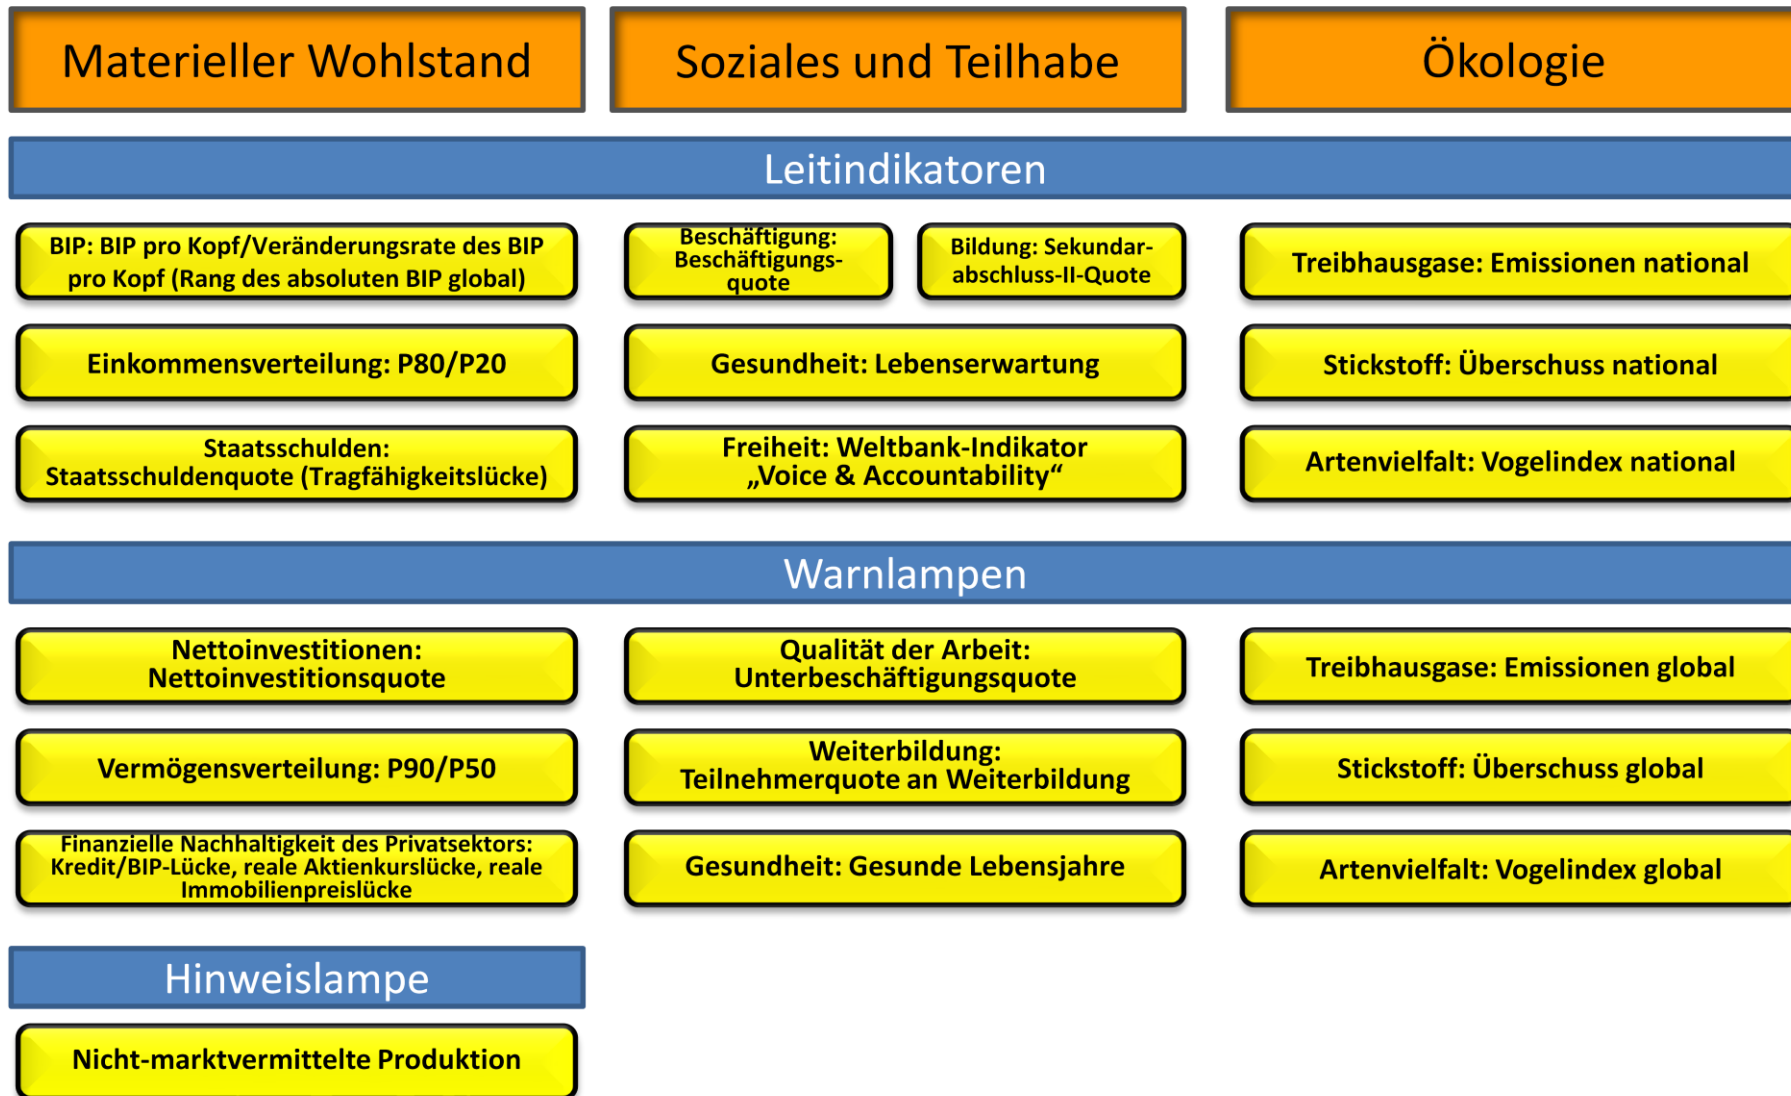 Materieller Wohlstand
Soziales und Teilhabe
Ökologie
Leitindikatoren
BIP: BIP pro Kopf/Veränderungsrate des BIP
pro Kopf (Rang des absoluten BIP global)
Beschäftigung:
Beschäftigungs-
quote
Bildung: Sekundar-
abschluss-II-Quote
Treibhausgase: Emissionen national
Einkommensverteilung: P80/P20
Gesundheit: Lebenserwartung
Stickstoff: Überschuss national
Staatsschulden:
Staatsschuldenquote (Tragfähigkeitslücke)
Freiheit: Weltbank-Indikator
„Voice & Accountability“
Artenvielfalt: Vogelindex national
Warnlampen
Nettoinvestitionen:
Nettoinvestitionsquote
Qualität der Arbeit:
Unterbeschäftigungsquote
Treibhausgase: Emissionen global
Vermögensverteilung: P90/P50
Weiterbildung:
Teilnehmerquote an Weiterbildung
Stickstoff: Überschuss global
Finanzielle Nachhaltigkeit des Privatsektors:
Kredit/BIP-Lücke, reale Aktienkurslücke, reale
Immobilienpreislücke
Gesundheit: Gesunde Lebensjahre
Artenvielfalt: Vogelindex global
Hinweislampe
Nicht-marktvermittelte Produktion